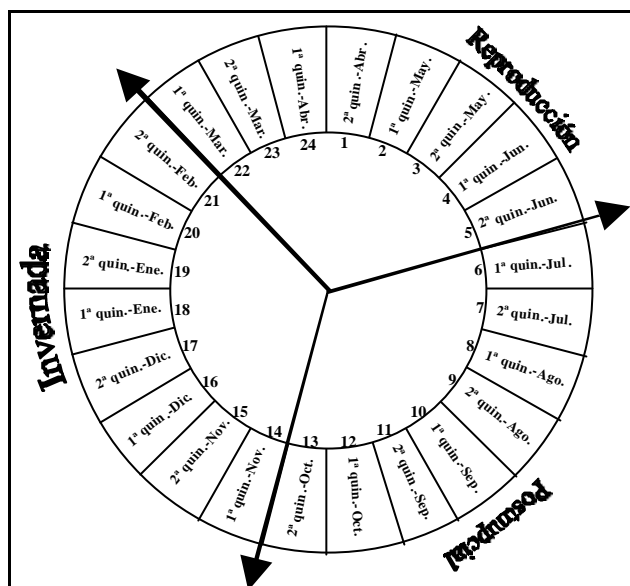 Reproducción
2ª quin.-Abr.
1
1ª quin.-May.
2
2ª quin.-May.
3
1ª quin.-Jun.
4
2ª quin.-Jun.
5
1ª quin.-Jul.
6
2ª quin.-Jul.
7
1ª quin.-Ago.
8
2ª quin.-Ago.
9
1ª quin.-Sep.
10
2ª quin.-Sep.
11
1ª quin.-Oct.
12
2ª quin.-Oct.
13
Postnupcial
1ª quin.-Nov.
14
2ª quin.-Nov.
15
1ª quin.-Dic.
16
2ª quin.-Dic.
17
1ª quin.-Ene.
18
2ª quin.-Ene.
19
1ª quin.-Feb.
20
2ª quin.-Feb.
21
Invernada
1ª quin.-Mar.
22
2ª quin.-Mar.
23
1ª quin.-Abr.
24